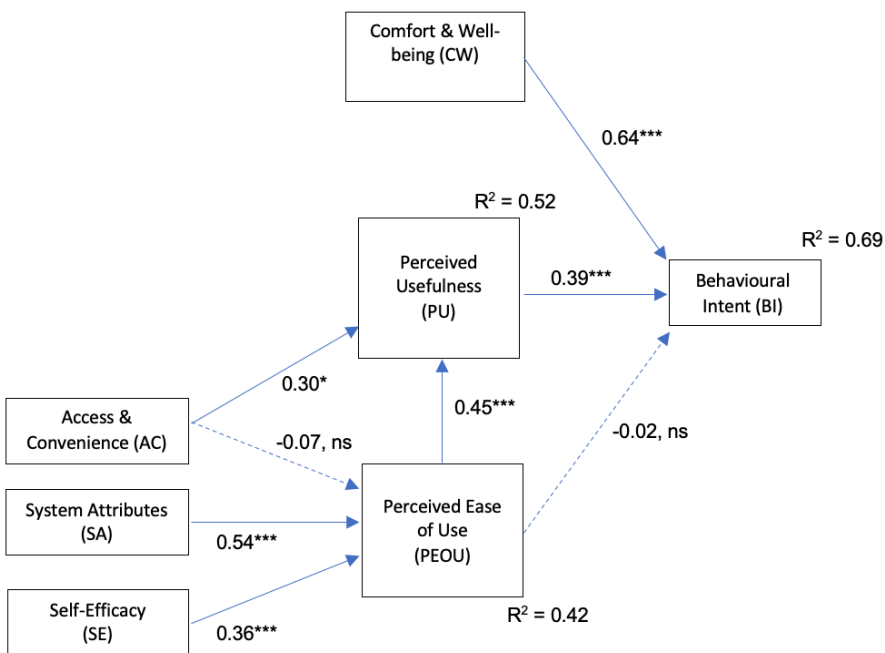 Comfort & Well-
being (CW)
0.64***
R² = 0.52
R² = 0.69
Perceived
Usefulness
(PU)
0.39***
Behavioural
Intent (BI)
0.30*
0.45***
Access &
Convenience (AC)
-0.07, ns
-0.02, ns
System Attributes
(SA)
0.54***
Perceived Ease
of Use
(PEOU)
Self-Efficacy
(SE)
0.36***
R² = 0.42